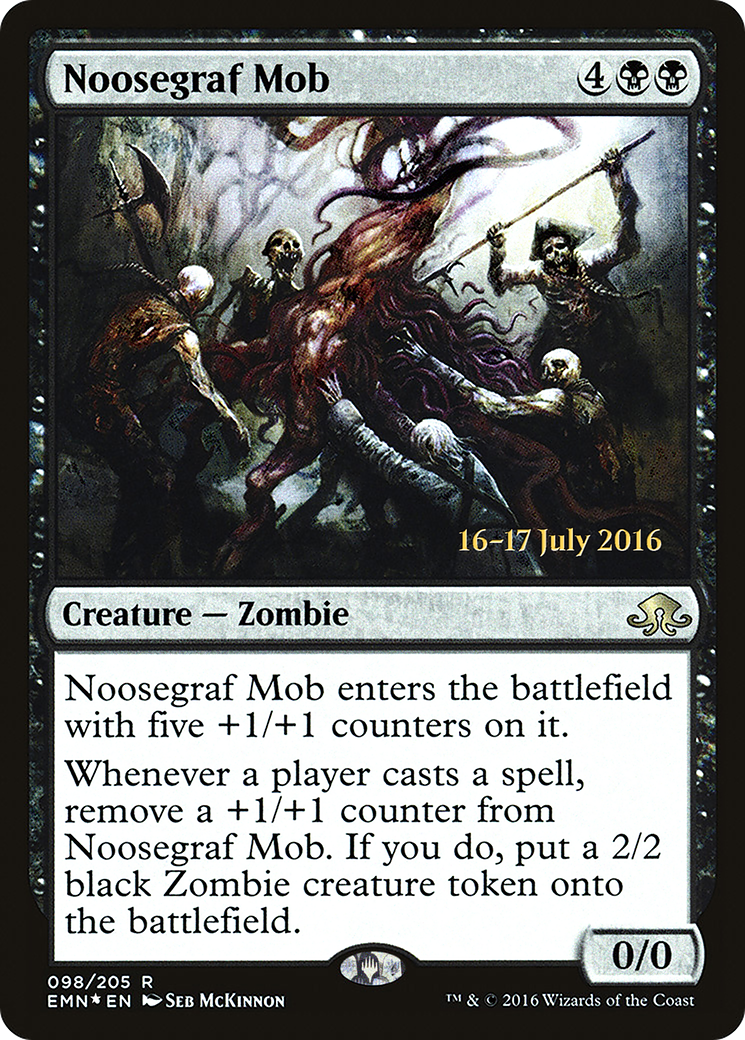 Noosegraf Mob 4
16–17 July 2016
Creature — Zombie
Noosegraf Mob enters the battlefield
with five +1/+1 counters on it.
Whenever a player casts a spell,
remove a +1/+1 counter from
Noosegraf Mob. If you do, put a 2/2
black Zombie creature token onto
the battlefield.
0/0
098/205 R
EMN★EN Seb McKinnon
™ & © 2016 Wizards of the Coast